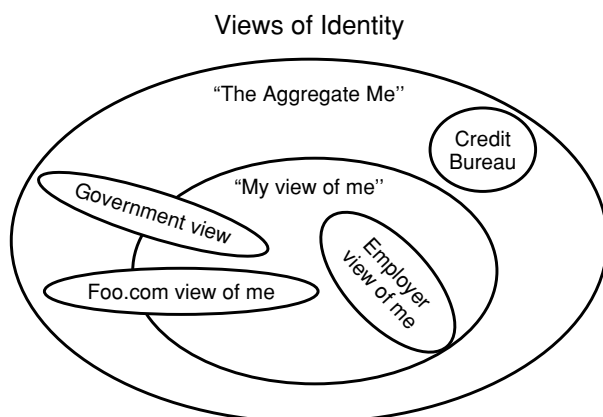 Views of Identity
“The Aggregate Me’’
Credit
Bureau
“My view of me’’
Government view
Employer
view of me
Foo.com view of me